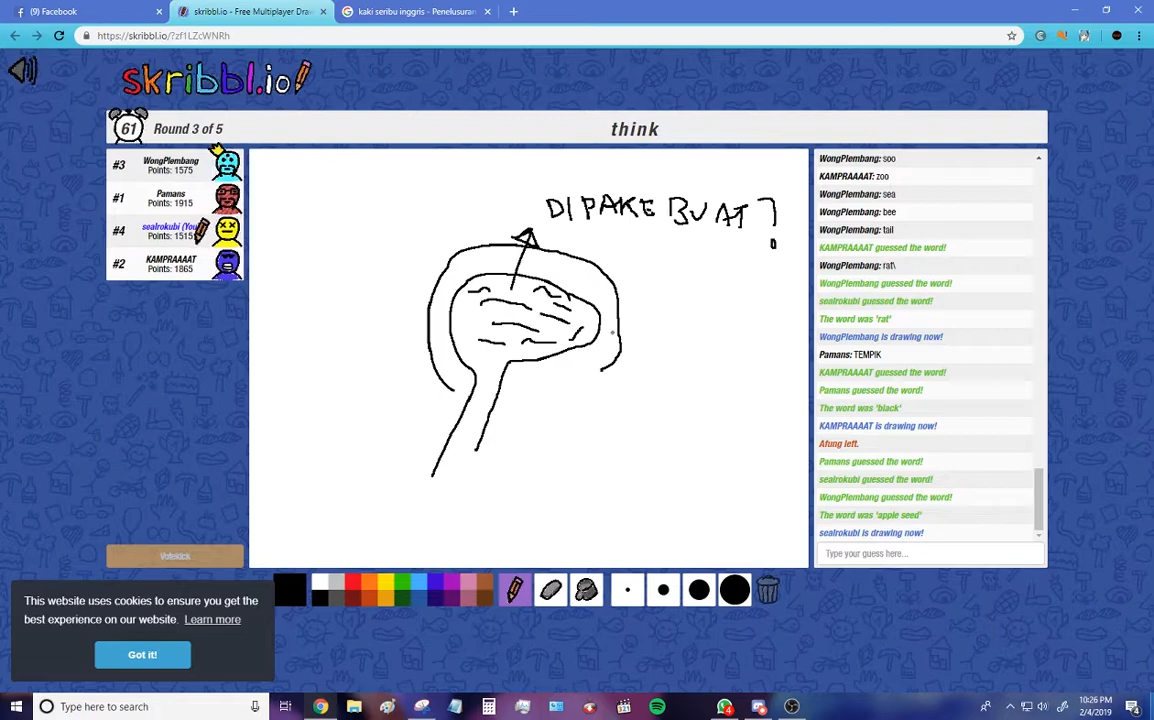 (9) Facebook
skribbl.io - Free Multiplayer Draw
kaki seribu inggris - Penelusuran
https://skribbl.io/?zf1LZcWNRh
skribbl.io
61
Round 3 of 5
think
#3
WongPlembang
Points: 1575
#1
Pamans
Points: 1915
#4
sealrokubi (You
Points: 1515
#2
KAMPRAAAAT
Points: 1865
DIPAKE BUAT ?
WongPlembang: soo
KAMPRAAAAT: zoo
WongPlembang: sea
WongPlembang: bee
WongPlembang: tail
KAMPRAAAAT guessed the word!
WongPlembang: rat\
WongPlembang guessed the word!
sealrokubi guessed the word!
The word was 'rat'
WongPlembang is drawing now!
Pamans: TEMPIK
KAMPRAAAAT guessed the word!
Pamans guessed the word!
The word was 'black'
KAMPRAAAAT is drawing now!
Afung left.
Pamans guessed the word!
sealrokubi guessed the word!
WongPlembang guessed the word!
The word was 'apple seed'
sealrokubi is drawing now!
Type your guess here...
Votekick
This website uses cookies to ensure you get the
best experience on our website. Learn more
Got it!
Type here to search
4
10:26 PM
2/4/2019